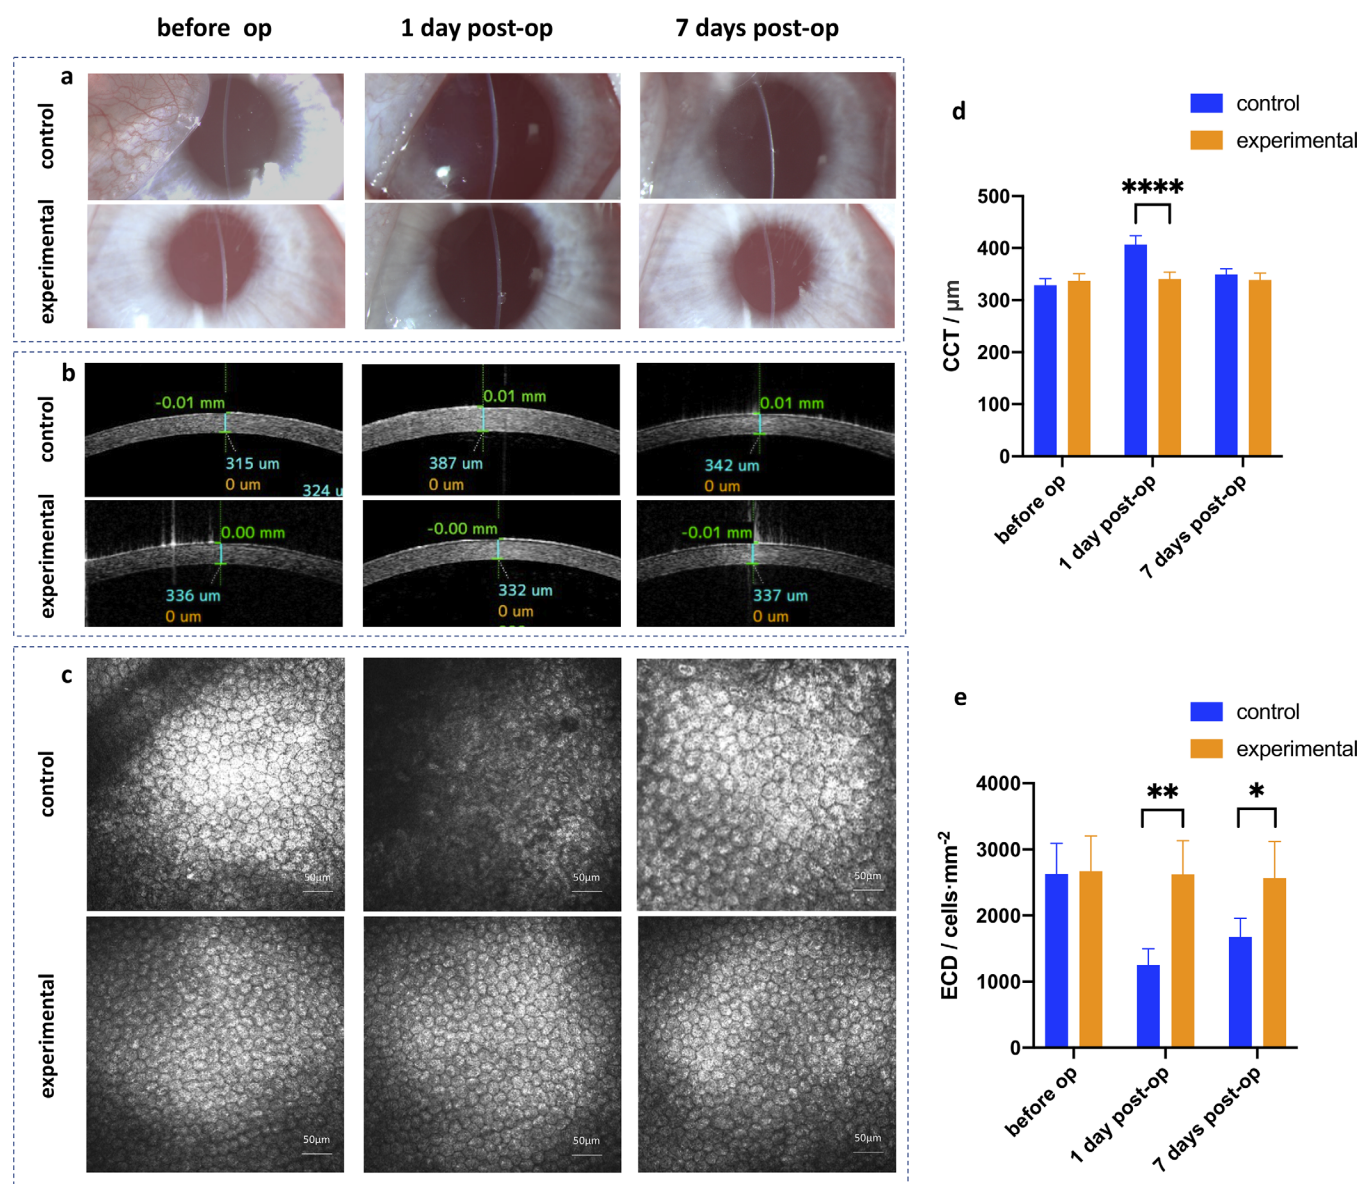 before op
1 day post-op
7 days post-op
a
control
experimental
b
control
experimental
-0.01 mm
315 um
0 um
324 u
0.01 mm
387 um
0 um
0.01 mm
342 um
0 um
0.00 mm
336 um
0 um
-0.00 mm
332 um
0 um
-0.01 mm
337 um
0 um
c
control
experimental
50μm
50μm
50μm
50μm
50μm
50μm
d
control
experimental
****
CCT / μm
500
400
300
200
100
0
before op
1 day post-op
7 days post-op
e
control
experimental
**
*
ECD / cells·mm-2
4000
3000
2000
1000
0
before op
1 day post-op
7 days post-op